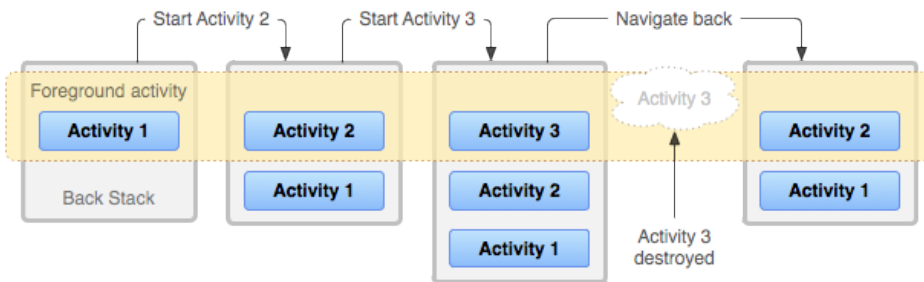 Start Activity 2
Start Activity 3
Navigate back
Foreground activity
Activity 1
Activity 2
Activity 3
Activity 3
Activity 2
Back Stack
Activity 1
Activity 2
Activity 1
Activity 1
Activity 3
destroyed